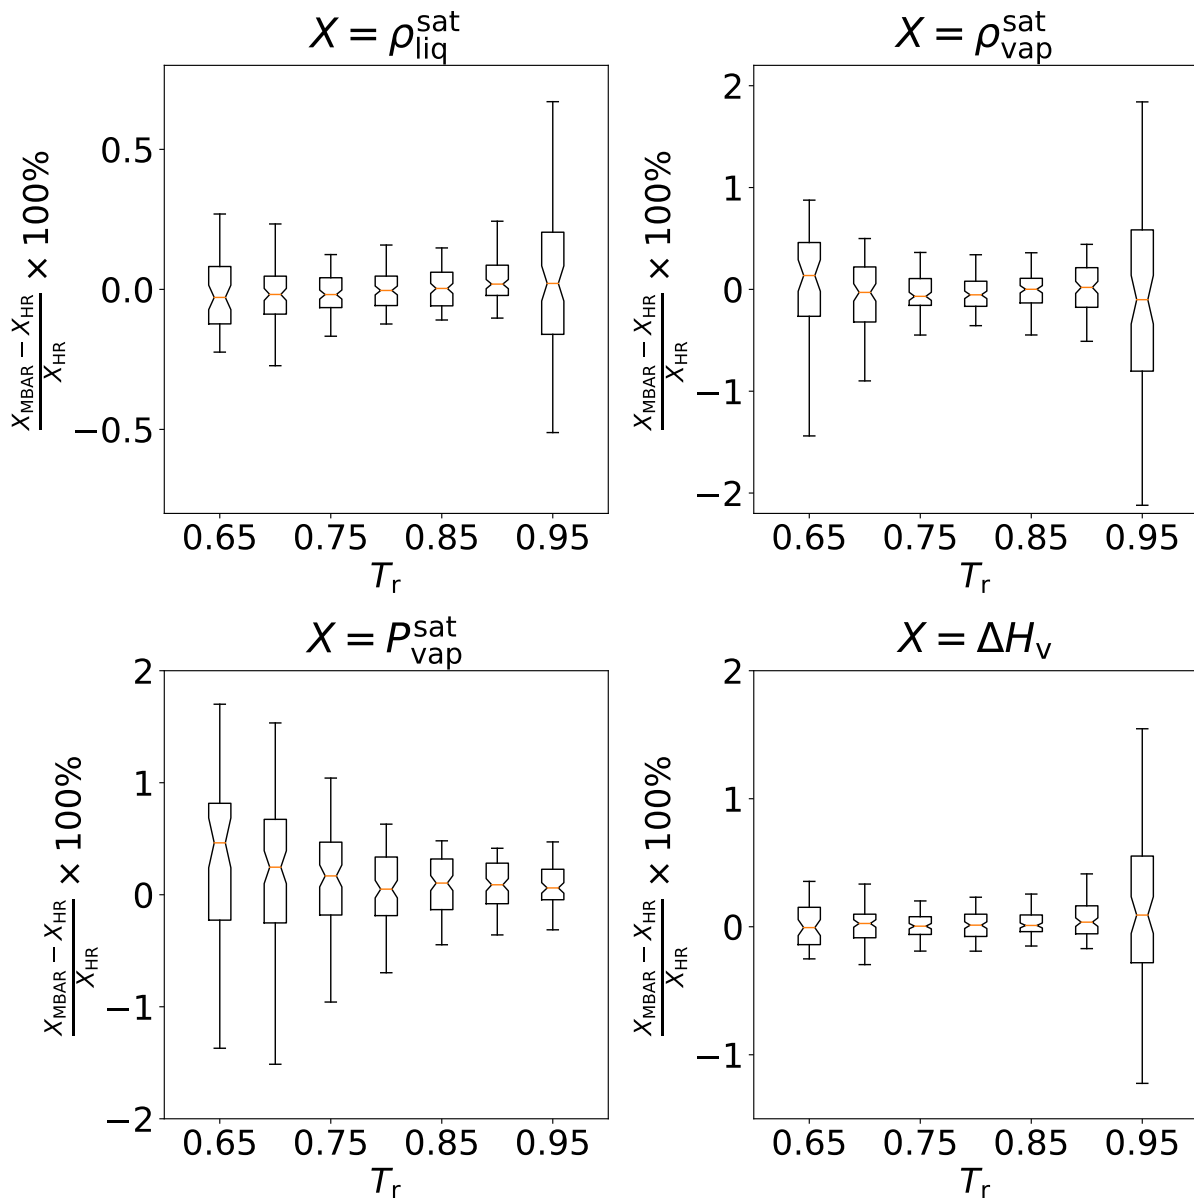 X = ρ_liq^sat
X_MBAR − X_HR
X_HR
× 100%
0.5
0.0
−0.5
0.65 0.75 0.85 0.95
T_r
X = ρ_vap^sat
X_MBAR − X_HR
X_HR
× 100%
2
1
0
−1
−2
0.65 0.75 0.85 0.95
T_r
X = P_vap^sat
X_MBAR − X_HR
X_HR
× 100%
2
1
0
−1
−2
0.65 0.75 0.85 0.95
T_r
X = ΔH_v
X_MBAR − X_HR
X_HR
× 100%
2
1
0
−1
0.65 0.75 0.85 0.95
T_r